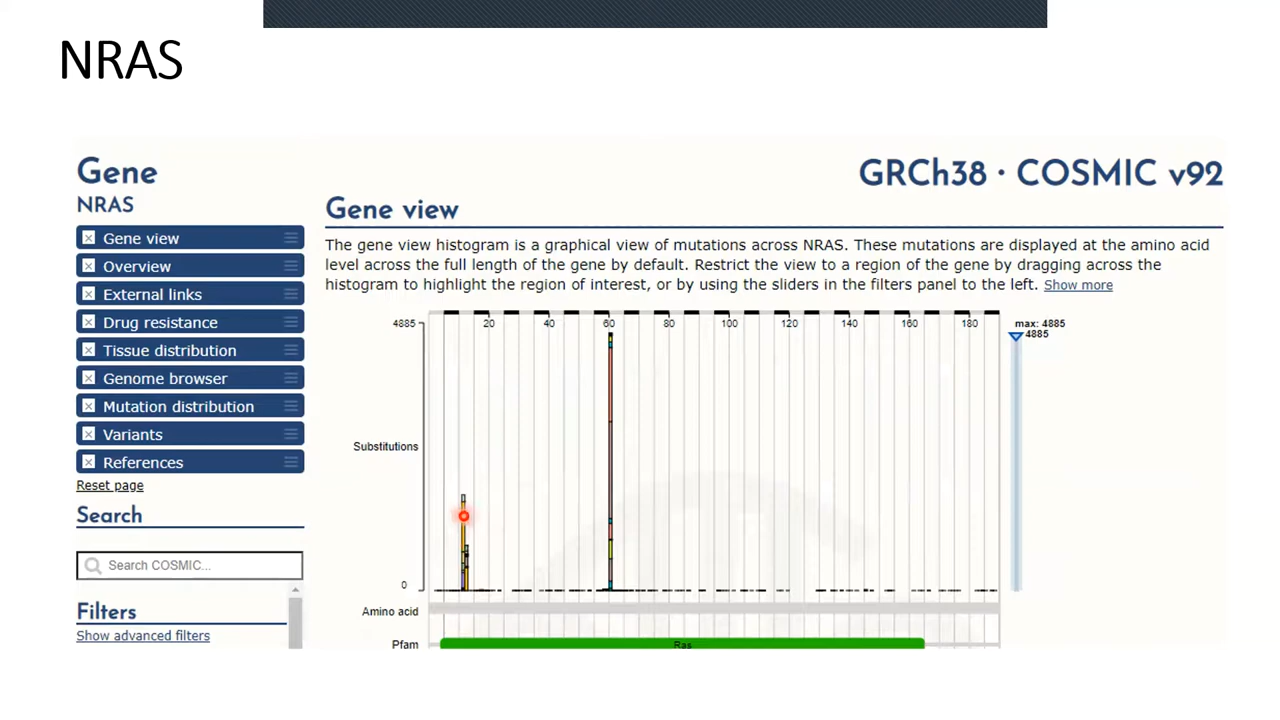 NRAS
Gene
NRAS
GRCh38 · COSMIC v92
Gene view
Overview
External links
Drug resistance
Tissue distribution
Genome browser
Mutation distribution
Variants
References
Reset page
Search
Search COSMIC...
Filters
Show advanced filters
Gene view
The gene view histogram is a graphical view of mutations across NRAS. These mutations are displayed at the amino acid
level across the full length of the gene by default. Restrict the view to a region of the gene by dragging across the
histogram to highlight the region of interest, or by using the sliders in the filters panel to the left. Show more
4885 20 40 60 80 100 120 140 160 180 max: 4885
4885
Substitutions
0
Amino acid
Pfam Ras